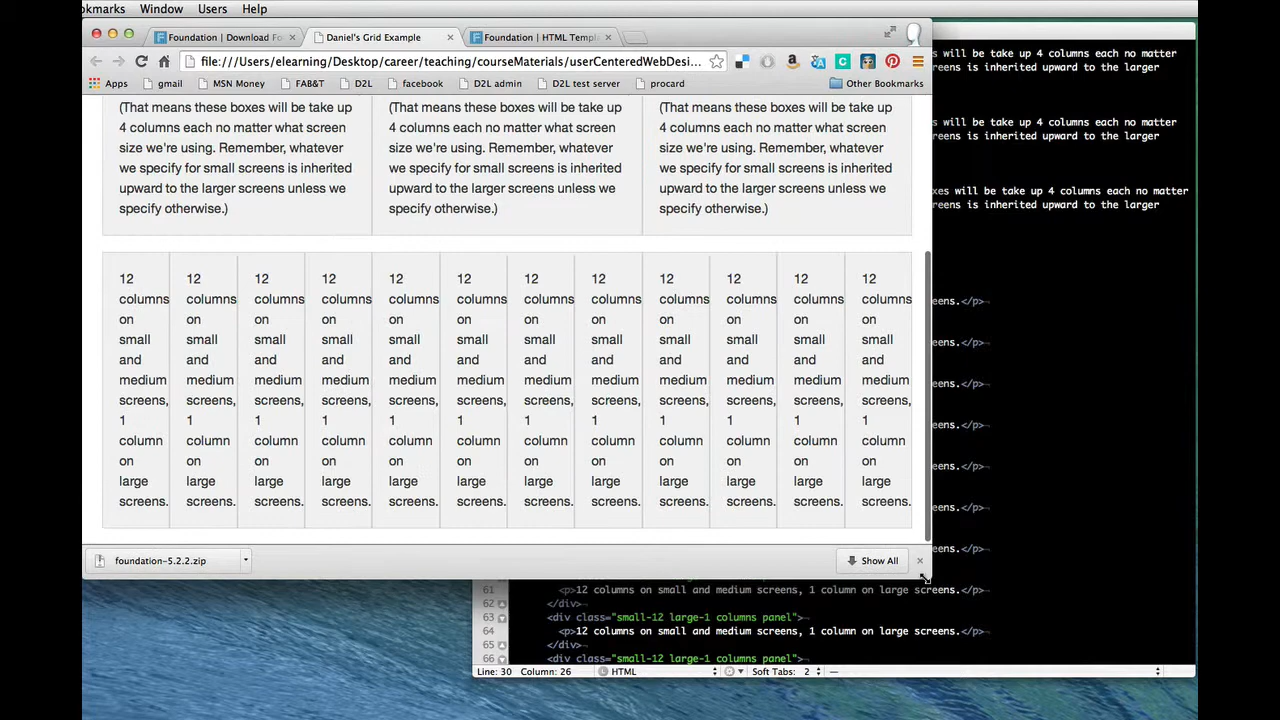 okmarks Window Users Help
Foundation | Download Fo
Daniel's Grid Example
Foundation | HTML Templ
file:///Users/elearning/Desktop/career/teaching/courseMaterials/userCenteredWebDesi...
Apps gmail MSN Money FAB&T D2L facebook D2L admin D2L test server procard Other Bookmarks
(That means these boxes will be take up
4 columns each no matter what screen
size we're using. Remember, whatever
we specify for small screens is inherited
upward to the larger screens unless we
specify otherwise.)
(That means these boxes will be take up
4 columns each no matter what screen
size we're using. Remember, whatever
we specify for small screens is inherited
upward to the larger screens unless we
specify otherwise.)
(That means these boxes will be take up
4 columns each no matter what screen
size we're using. Remember, whatever
we specify for small screens is inherited
upward to the larger screens unless we
specify otherwise.)
12 12 12 12 12 12 12 12 12 12 12 12
columns columns columns columns columns columns columns columns columns columns columns columns
on on on on on on on on on on on on
small small small small small small small small small small small small
and and and and and and and and and and and and
medium medium medium medium medium medium medium medium medium medium medium medium
screens, screens, screens, screens, screens, screens, screens, screens, screens, screens, screens, screens,
1 1 1 1 1 1 1 1 1 1 1 1
column column column column column column column column column column column column
on on on on on on on on on on on on
large large large large large large large large large large large large
screens. screens. screens. screens. screens. screens. screens. screens. screens. screens. screens. screens.
foundation-5.2.2.zip
Show All
s will be take up 4 columns each no matter
reens is inherited upward to the larger
s will be take up 4 columns each no matter
reens is inherited upward to the larger
xes will be take up 4 columns each no matter
reens is inherited upward to the larger
eens.</p>
eens.</p>
eens.</p>
eens.</p>
eens.</p>
eens.</p>
eens.</p>
61 <p>12 columns on small and medium screens, 1 column on large screens.</p>
62 </div>
63 <div class="small-12 large-1 columns panel">
64 <p>12 columns on small and medium screens, 1 column on large screens.</p>
65 </div>
66 <div class="small-12 large-1 columns panel">
Line: 30 Column: 26 HTML Soft Tabs: 2 —